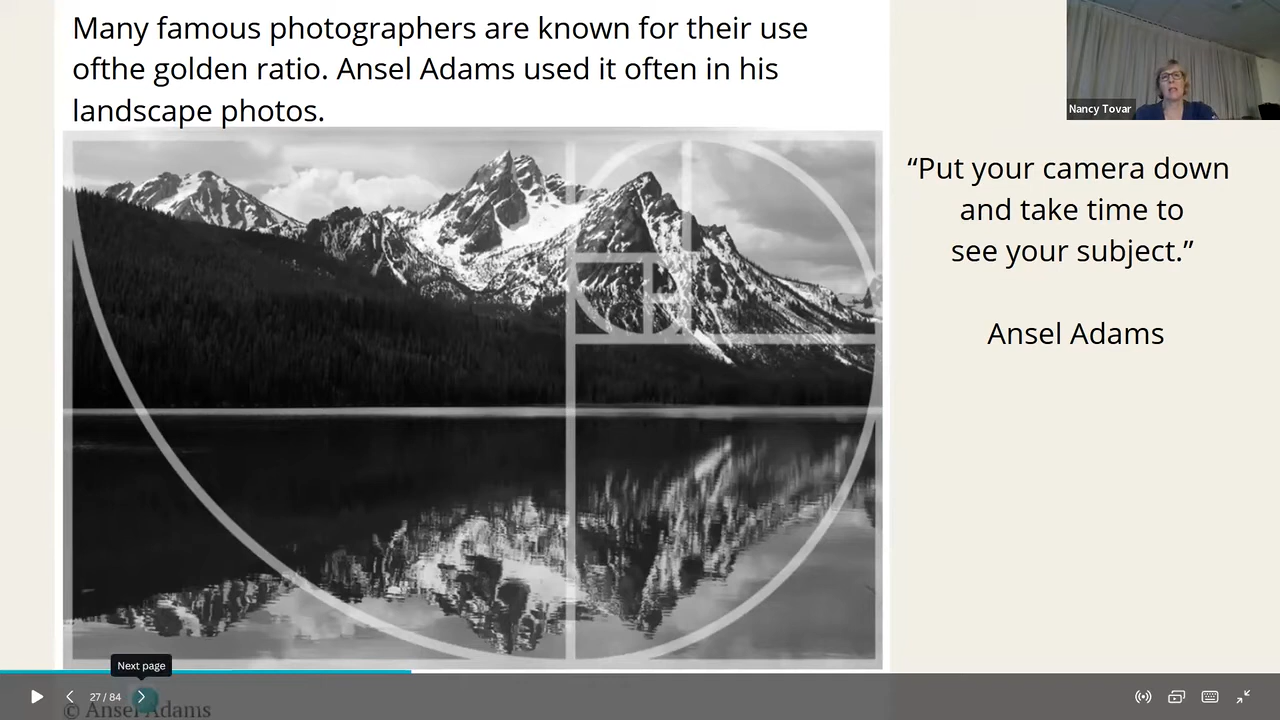 Many famous photographers are known for their use
ofthe golden ratio. Ansel Adams used it often in his
landscape photos.
Nancy Tovar
“Put your camera down
and take time to
see your subject.”
Ansel Adams
Next page
27 / 84
© Ansel Adams